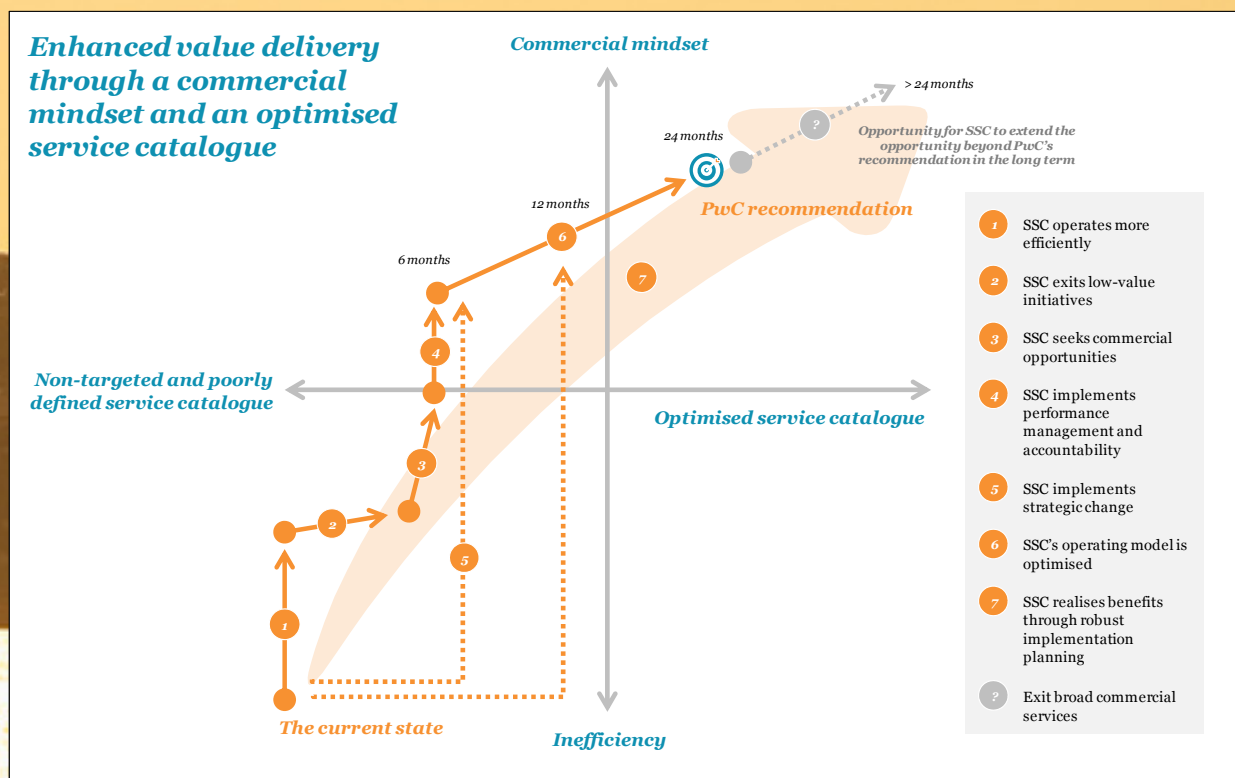 Enhanced value delivery
through a commercial
mindset and an optimised
service catalogue
Commercial mindset
> 24 months
?
24 months
Opportunity for SSC to extend the
opportunity beyond PwC's
recommendation in the long term
PwC recommendation
12 months
6
6 months
7
4
Non-targeted and poorly
defined service catalogue
Optimised service catalogue
3
2
5
1
The current state
Inefficiency
1 SSC operates more
efficiently
2 SSC exits low-value
initiatives
3 SSC seeks commercial
opportunities
4 SSC implements
performance
management and
accountability
5 SSC implements
strategic change
6 SSC's operating model is
optimised
7 SSC realises benefits
through robust
implementation
planning
? Exit broad commercial
services